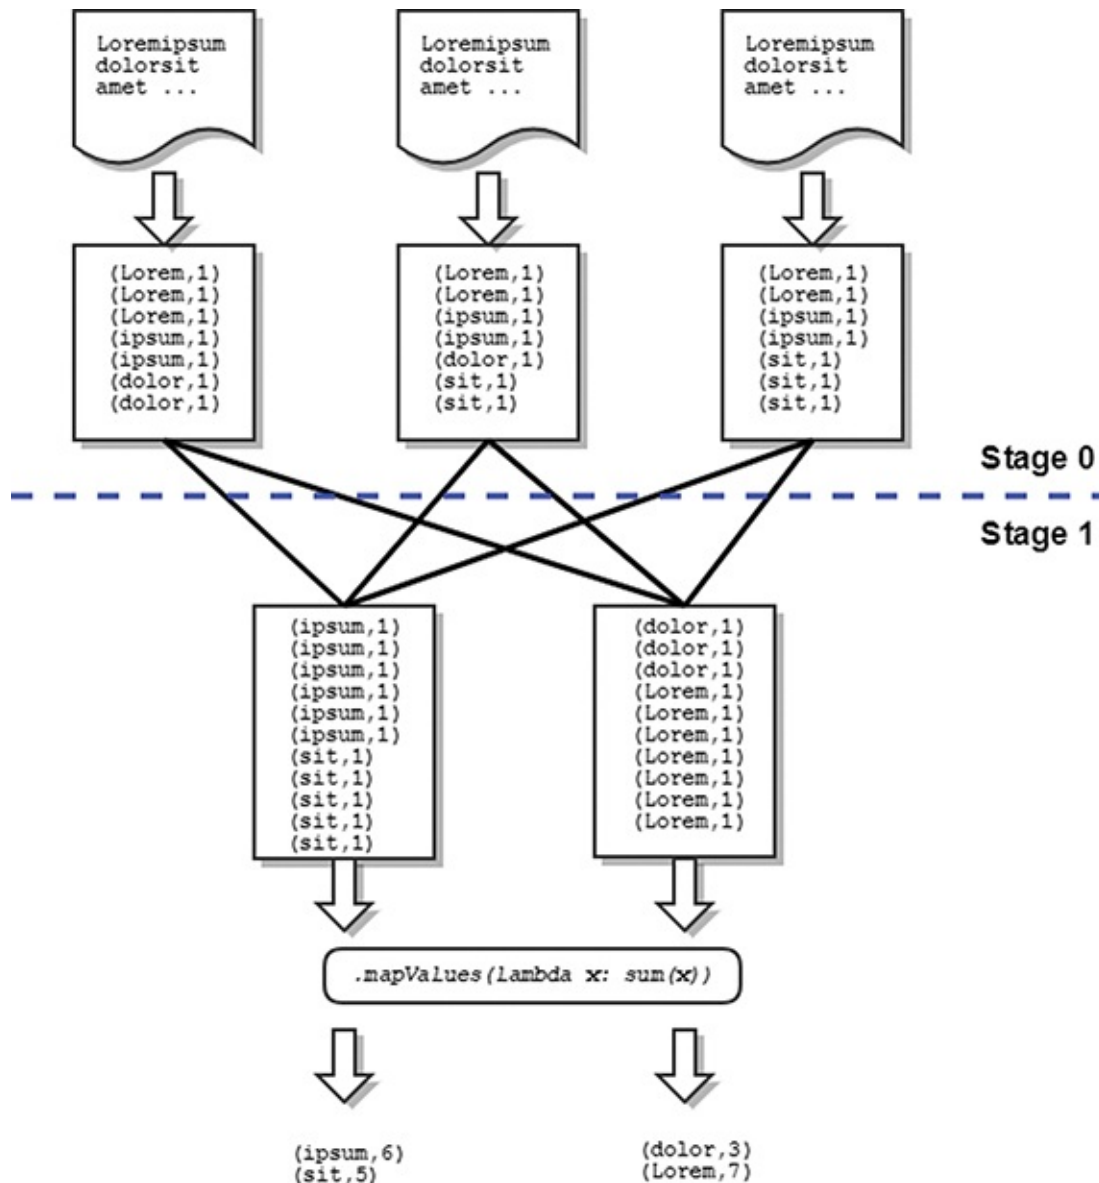 Loremipsum
dolorsit
amet ...
Loremipsum
dolorsit
amet ...
Loremipsum
dolorsit
amet ...
(Lorem,1)
(Lorem,1)
(Lorem,1)
(ipsum,1)
(ipsum,1)
(dolor,1)
(dolor,1)
(Lorem,1)
(Lorem,1)
(ipsum,1)
(ipsum,1)
(dolor,1)
(sit,1)
(sit,1)
(Lorem,1)
(Lorem,1)
(ipsum,1)
(ipsum,1)
(sit,1)
(sit,1)
(sit,1)
Stage 0
Stage 1
(ipsum,1)
(ipsum,1)
(ipsum,1)
(ipsum,1)
(ipsum,1)
(ipsum,1)
(sit,1)
(sit,1)
(sit,1)
(sit,1)
(sit,1)
(dolor,1)
(dolor,1)
(dolor,1)
(Lorem,1)
(Lorem,1)
(Lorem,1)
(Lorem,1)
(Lorem,1)
(Lorem,1)
(Lorem,1)
.mapValues(lambda x: sum(x))
(ipsum,6)
(sit,5)
(dolor,3)
(Lorem,7)